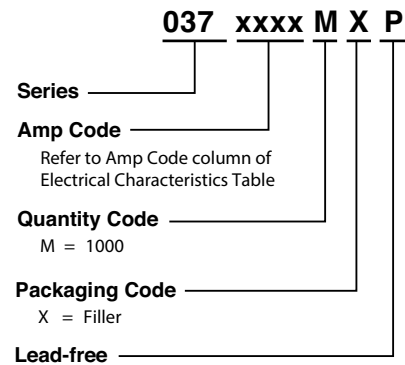 037 xxxx M X P
Series
Amp Code
Refer to Amp Code column of
Electrical Characteristics Table
Quantity Code
M = 1000
Packaging Code
X = Filler
Lead-free